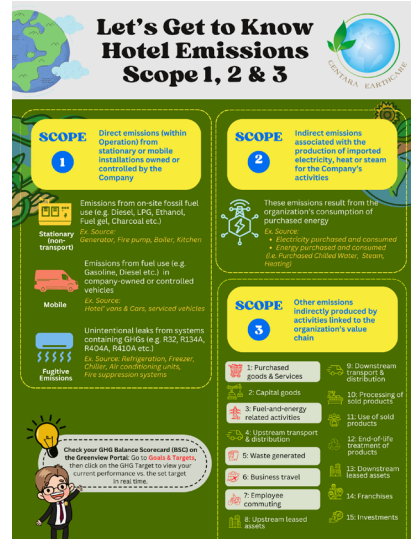 Let's Get to Know
Hotel Emissions
Scope 1, 2 & 3
CENTARA EARTHCARE
SCOPE
1
Direct emissions (within
Operation) from
stationary or mobile
installations owned or
controlled by the
Company
Stationary
(non-
transport)
Emissions from on-site fossil fuel
use (e.g. Diesel, LPG, Ethanol,
Fuel gel, Charcoal etc.)
Ex. Source:
Generator, Fire pump, Boiler, Kitchen
Mobile
Emissions from fuel use (e.g.
Gasoline, Diesel etc.) in
company-owned or controlled
vehicles
Ex. Source:
Hotel' vans & Cars, serviced vehicles
Fugitive
Emissions
Unintentional leaks from systems
containing GHGs (e.g. R32, R134A,
R404A, R410A etc.)
Ex. Source: Refrigeration, Freezer,
Chiller, Air conditioning units,
Fire suppression systems
Check your GHG Balance Scorecard (BSC) on
the Greenview Portal: Go to Goals & Targets,
then click on the GHG Target to view your
current performance vs. the set target
in real time.
SCOPE
2
Indirect emissions
associated with the
production of imported
electricity, heat or steam
for the Company's
activities
These emissions result from the
organization's consumption of
purchased energy
Ex. Source:
• Electricity purchased and consumed
• Energy purchased and consumed
(i.e. Purchased Chilled Water, Steam,
Heating)
SCOPE
3
Other emissions
indirectly produced by
activities linked to the
organization's value
chain
1: Purchased
goods & Services
2: Capital goods
3: Fuel-and-energy
related activities
4: Upstream transport
& distribution
5: Waste generated
6: Business travel
7: Employee
commuting
8: Upstream leased
assets
9: Downstream
transport &
distribution
10: Processing of
sold products
11: Use of sold
products
12: End-of-life
treatment of
products
13: Downstream
leased assets
14: Franchises
15: Investments